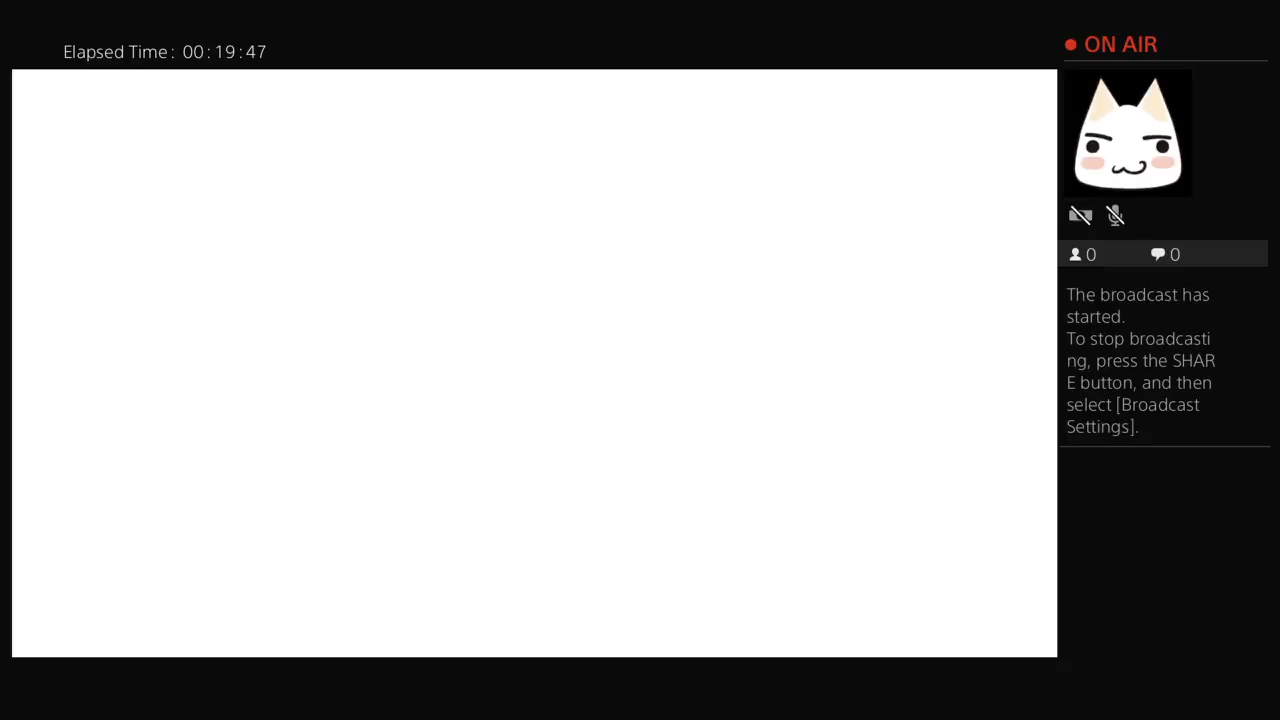 Elapsed Time: 00:19:47
ON AIR
0 0
The broadcast has
started.
To stop broadcasti
ng, press the SHAR
E button, and then
select [Broadcast
Settings].